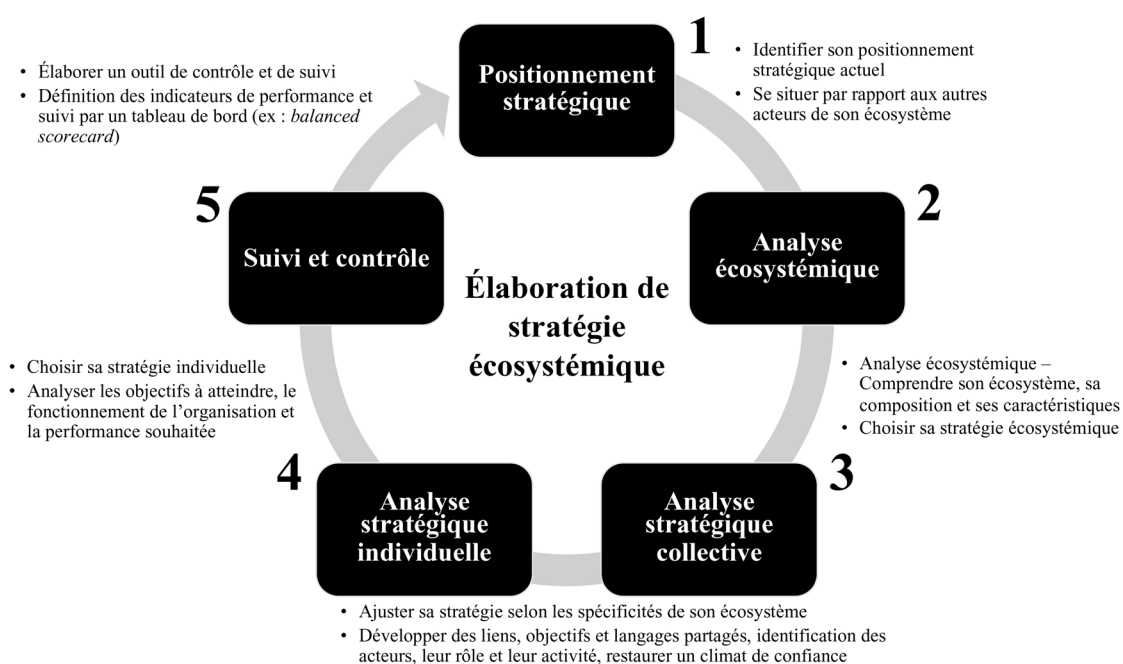 1
Positionnement
stratégique
• Identifier son positionnement
stratégique actuel
• Se situer par rapport aux autres
acteurs de son écosystème
2
Analyse
écosystémique
• Analyse écosystémique –
Comprendre son écosystème, sa
composition et ses caractéristiques
• Choisir sa stratégie écosystémique
3
Analyse
stratégique
collective
• Ajuster sa stratégie selon les spécificités de son écosystème
• Développer des liens, objectifs et langages partagés, identification des
acteurs, leur rôle et leur activité, restaurer un climat de confiance
4
Analyse
stratégique
individuelle
• Choisir sa stratégie individuelle
• Analyser les objectifs à atteindre, le
fonctionnement de l’organisation et
la performance souhaitée
5
Suivi et contrôle
• Élaborer un outil de contrôle et de suivi
• Définition des indicateurs de performance et
suivi par un tableau de bord (ex : balanced
scorecard)
Élaboration de
stratégie
écosystémique